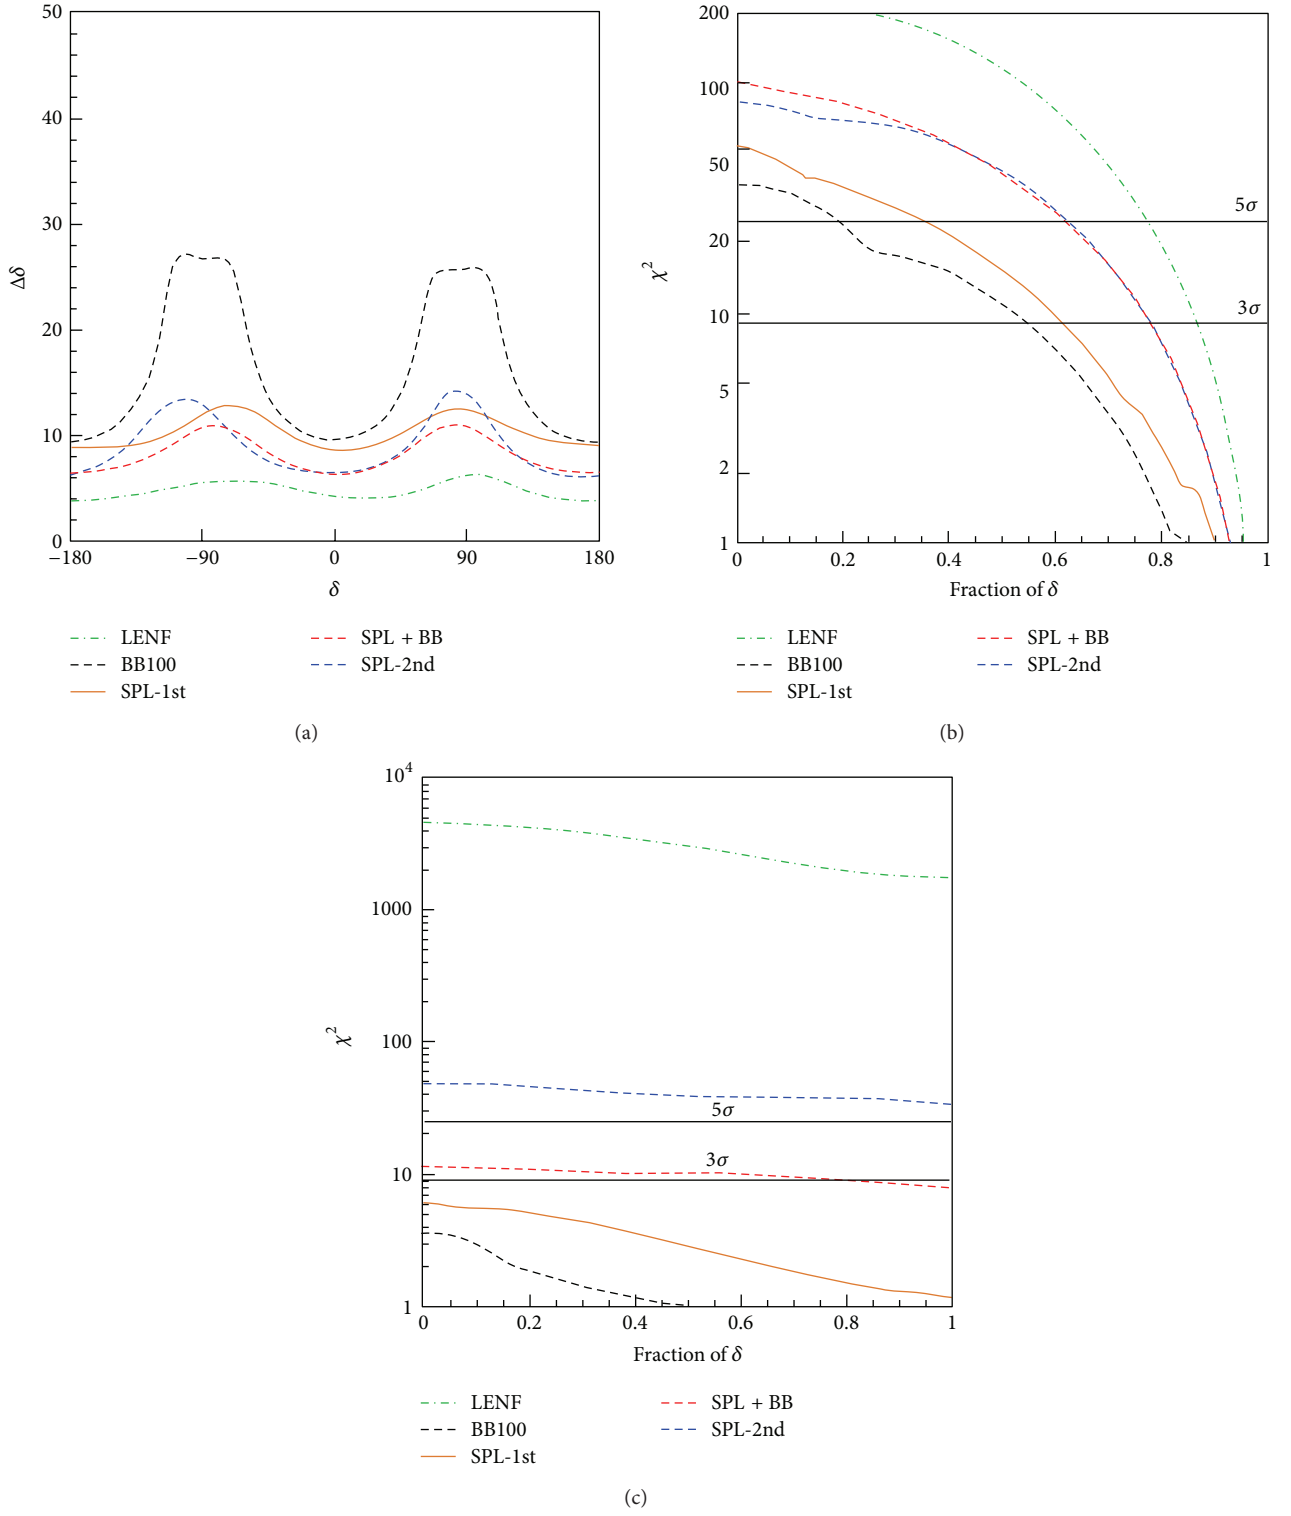 50
40
30
20
10
0
Δδ
−180
−90
0
90
180
δ
LENF
BB100
SPL-1st
SPL + BB
SPL-2nd
(a)
200
100
50
20
10
5
2
1
χ²
5σ
3σ
0
0.2
0.4
0.6
0.8
1
Fraction of δ
LENF
BB100
SPL-1st
SPL + BB
SPL-2nd
(b)
10⁴
1000
100
10
1
χ²
5σ
3σ
0
0.2
0.4
0.6
0.8
1
Fraction of δ
LENF
BB100
SPL-1st
SPL + BB
SPL-2nd
(c)